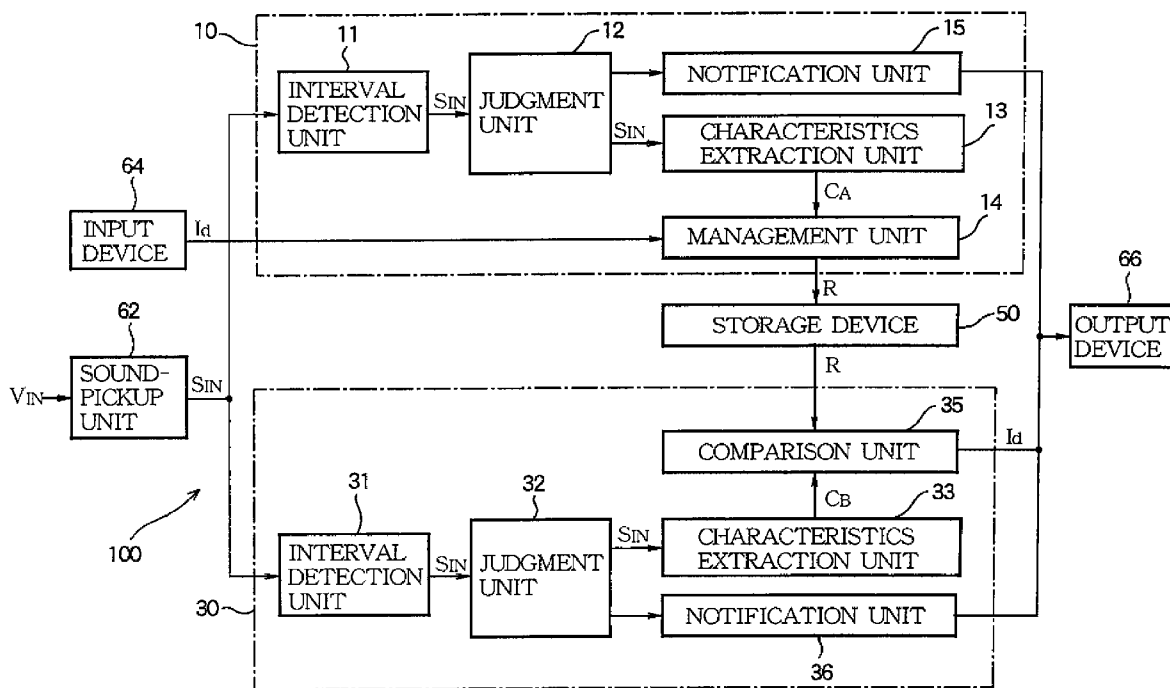 10
11
12
15
INTERVAL
DETECTION
UNIT
SIN
JUDGMENT
UNIT
NOTIFICATION UNIT
SIN
13
CHARACTERISTICS
EXTRACTION UNIT
CA
64
INPUT
DEVICE
Id
14
MANAGEMENT UNIT
R
62
50
STORAGE DEVICE
66
OUTPUT
DEVICE
VIN
SOUND-
PICKUP
UNIT
SIN
R
35
COMPARISON UNIT
Id
100
31
32
CB
33
INTERVAL
DETECTION
UNIT
SIN
JUDGMENT
UNIT
SIN
CHARACTERISTICS
EXTRACTION UNIT
30
NOTIFICATION UNIT
36